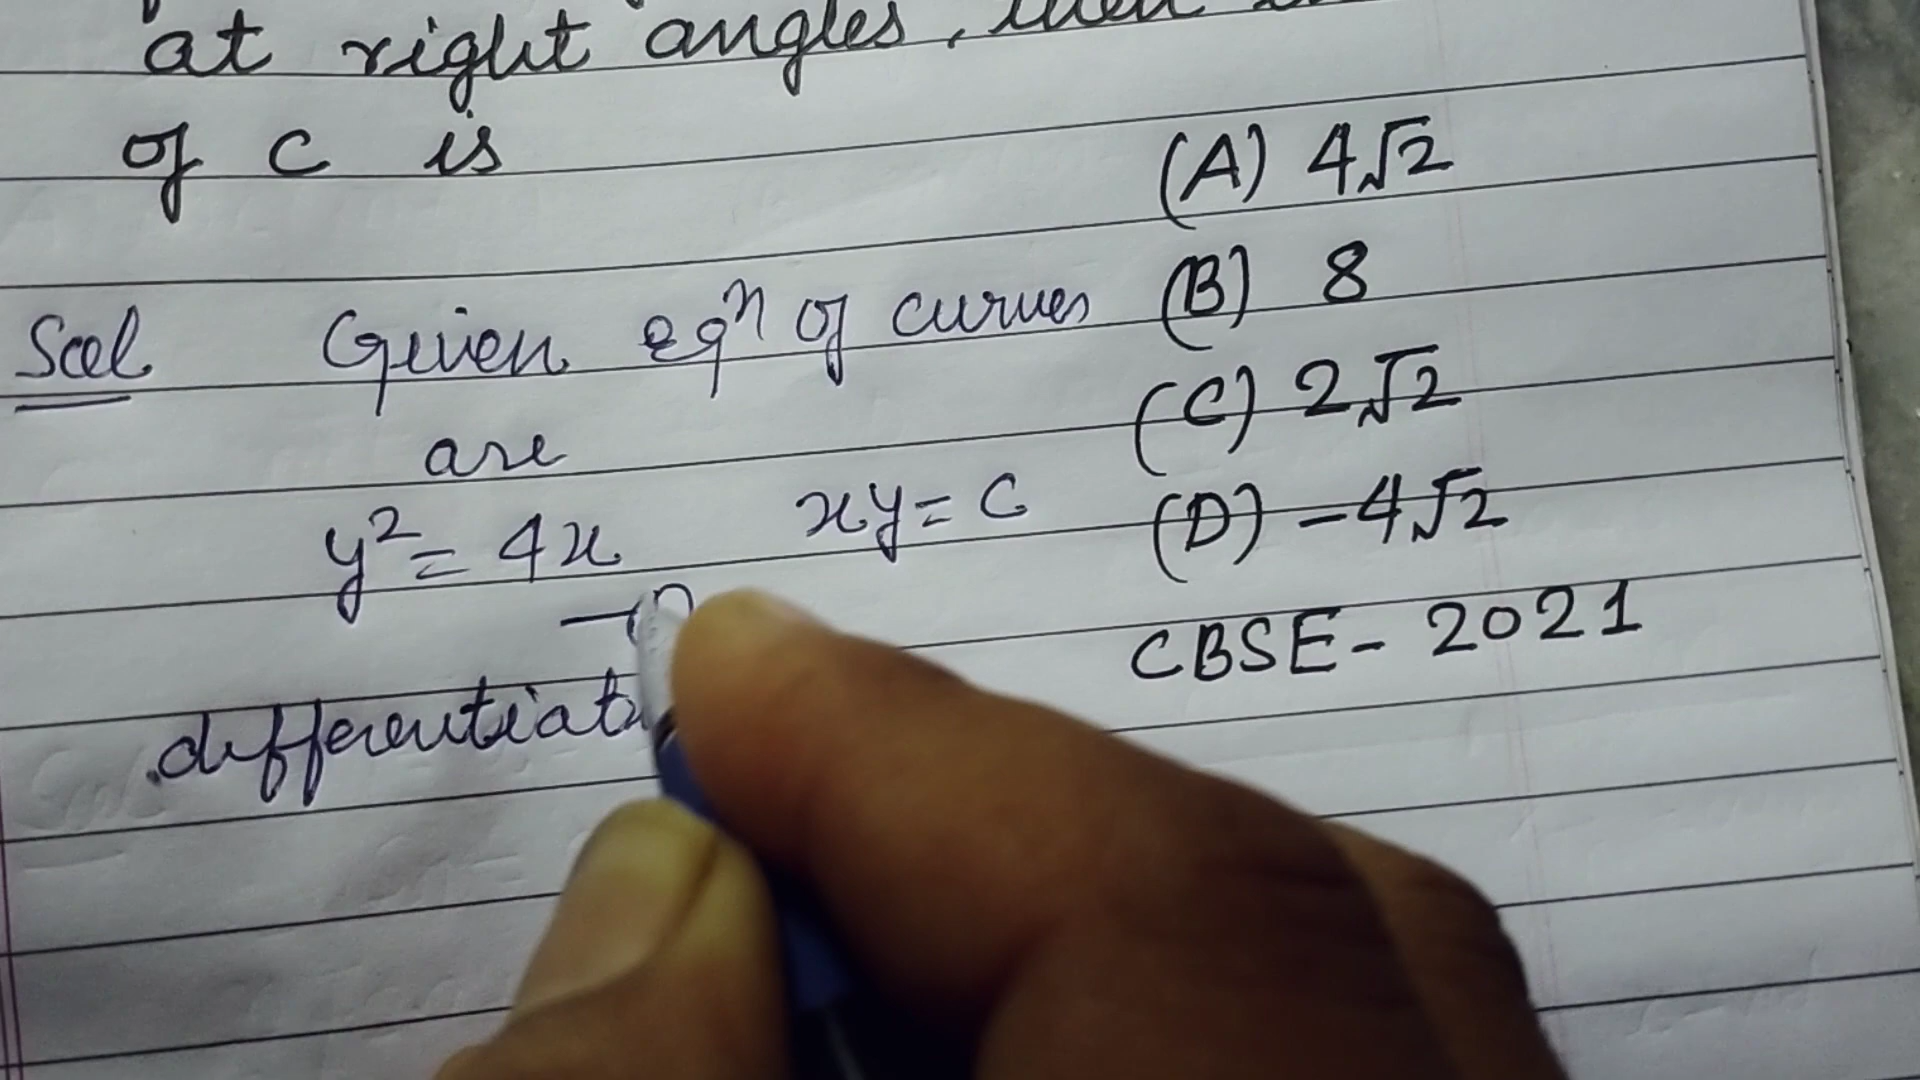 at right angles, then
of c is
(A) 4√2
(B) 8
(C) 2√2
(D) -4√2
CBSE- 2021
Sol. Given eqⁿ of curves
are
y² = 4x xy = c
differentiat